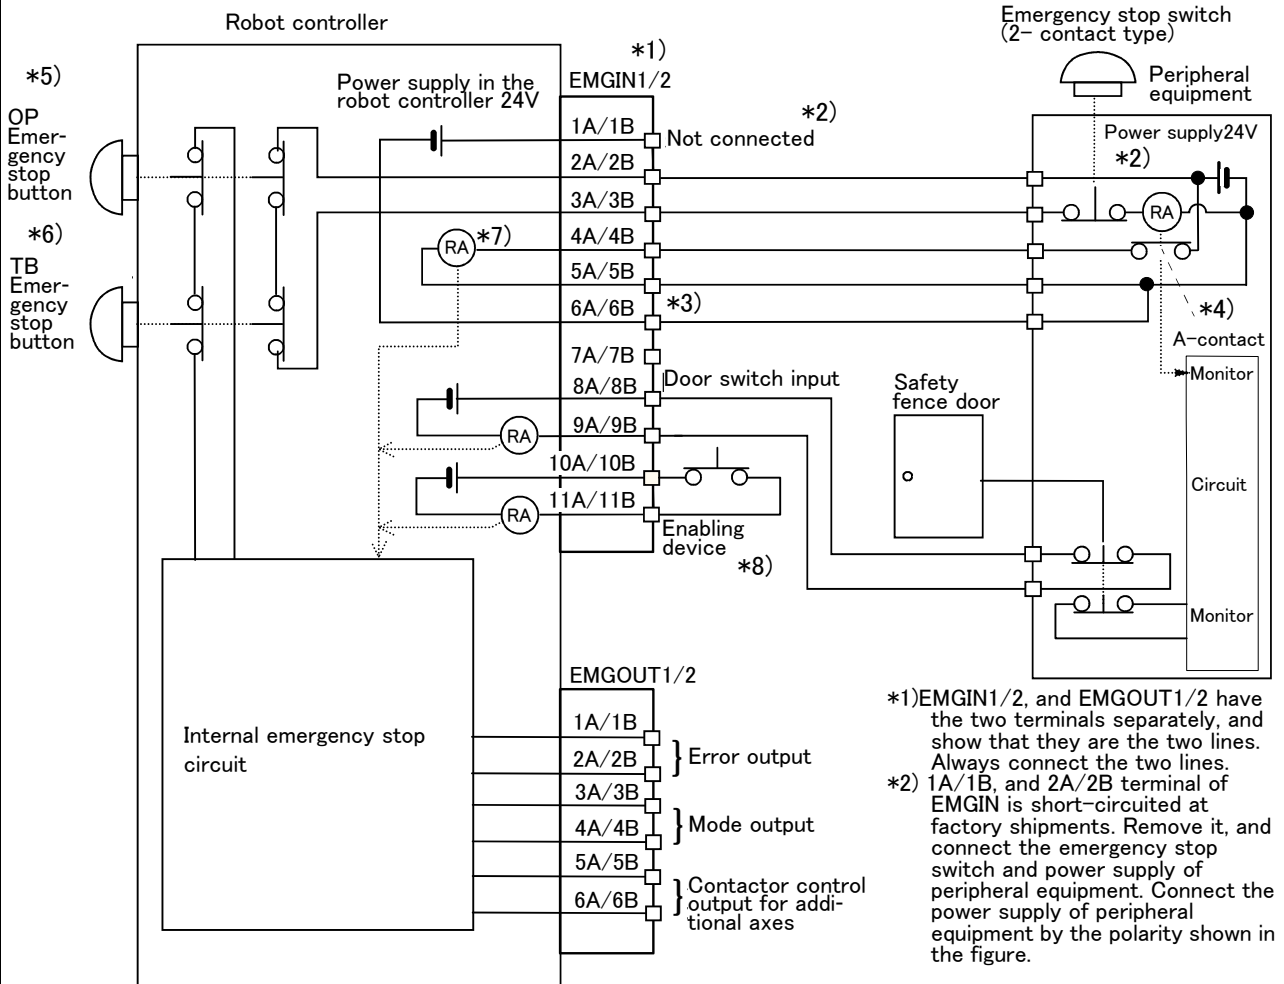 Robot controller
Emergency stop switch
(2- contact type)
*1)
*5)
Power supply in the
robot controller 24V
EMGIN1/2
Peripheral
equipment
OP
Emer-
gency
stop
button
1A/1B
Not connected
*2)
Power supply24V
*2)
2A/2B
3A/3B
RA
*6)
RA
*7)
4A/4B
TB
Emer-
gency
stop
button
5A/5B
6A/6B
*3)
*4)
A-contact
7A/7B
8A/8B
Door switch input
Safety
fence door
Monitor
9A/9B
RA
10A/10B
11A/11B
RA
Circuit
Enabling
device
*8)
Monitor
EMGOUT1/2
Internal emergency stop
circuit
1A/1B
2A/2B
Error output
3A/3B
4A/4B
Mode output
5A/5B
6A/6B
Contactor control
output for addi-
tional axes
*1)EMGIN1/2, and EMGOUT1/2 have
the two terminals separately, and
show that they are the two lines.
Always connect the two lines.
*2) 1A/1B, and 2A/2B terminal of
EMGIN is short-circuited at
factory shipments. Remove it, and
connect the emergency stop
switch and power supply of
peripheral equipment. Connect the
power supply of peripheral
equipment by the polarity shown in
the figure.